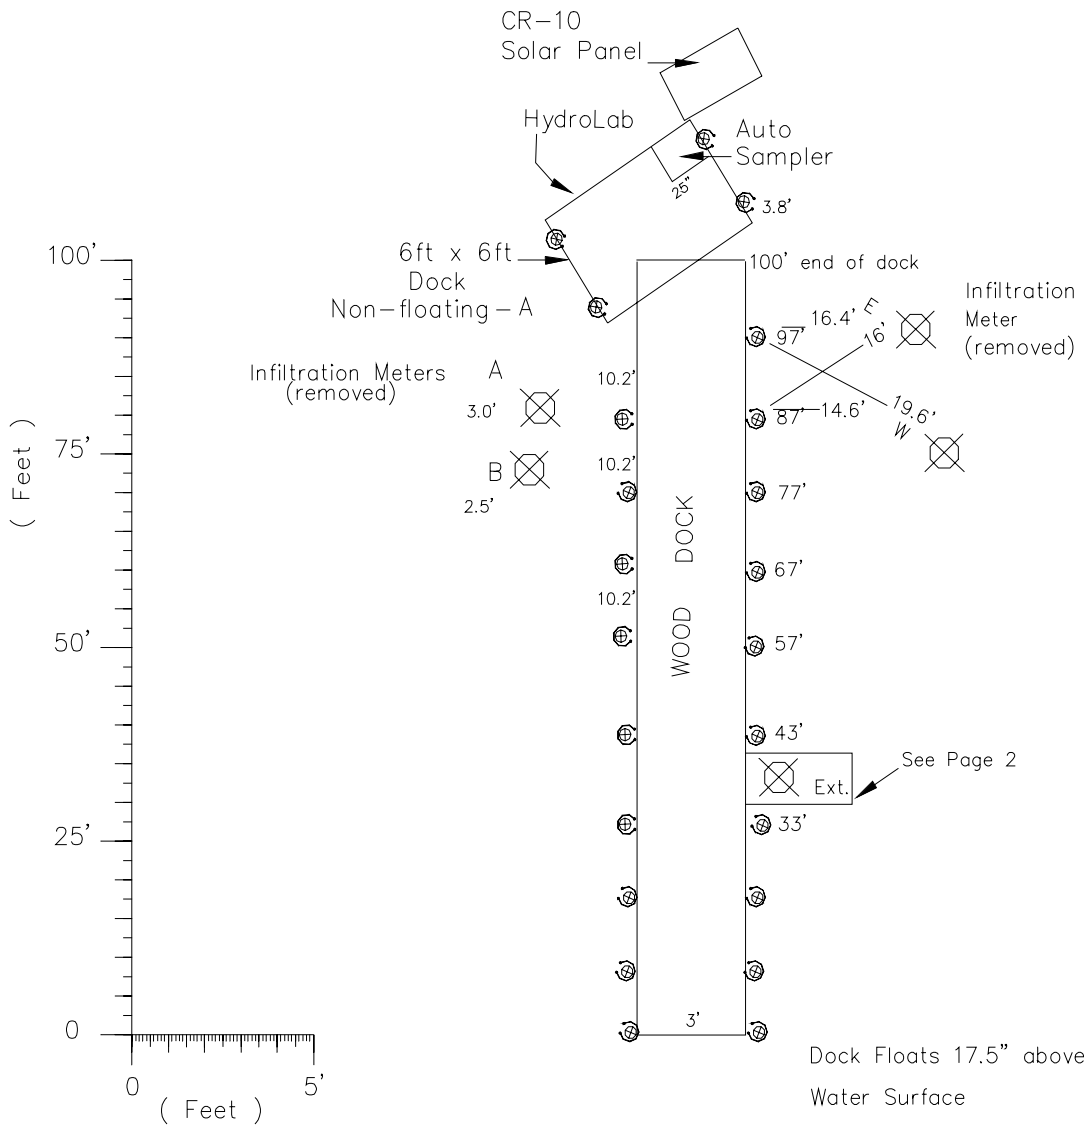 CR-10
Solar Panel
HydroLab
Auto
Sampler
25"
3.8'
6ft x 6ft
Dock
Non-floating-A
100'
100' end of dock
Infiltration
Meter
(removed)
16.4' E
16'
97'
Infiltration Meters
(removed)
A
3.0'
10.2'
87'
14.6'
19.6'
W
75'
B
2.5'
10.2'
77'
( Feet )
WOOD DOCK
67'
10.2'
50'
57'
43'
See Page 2
Ext.
33'
25'
0
3'
0
5'
( Feet )
Dock Floats 17.5" above
Water Surface